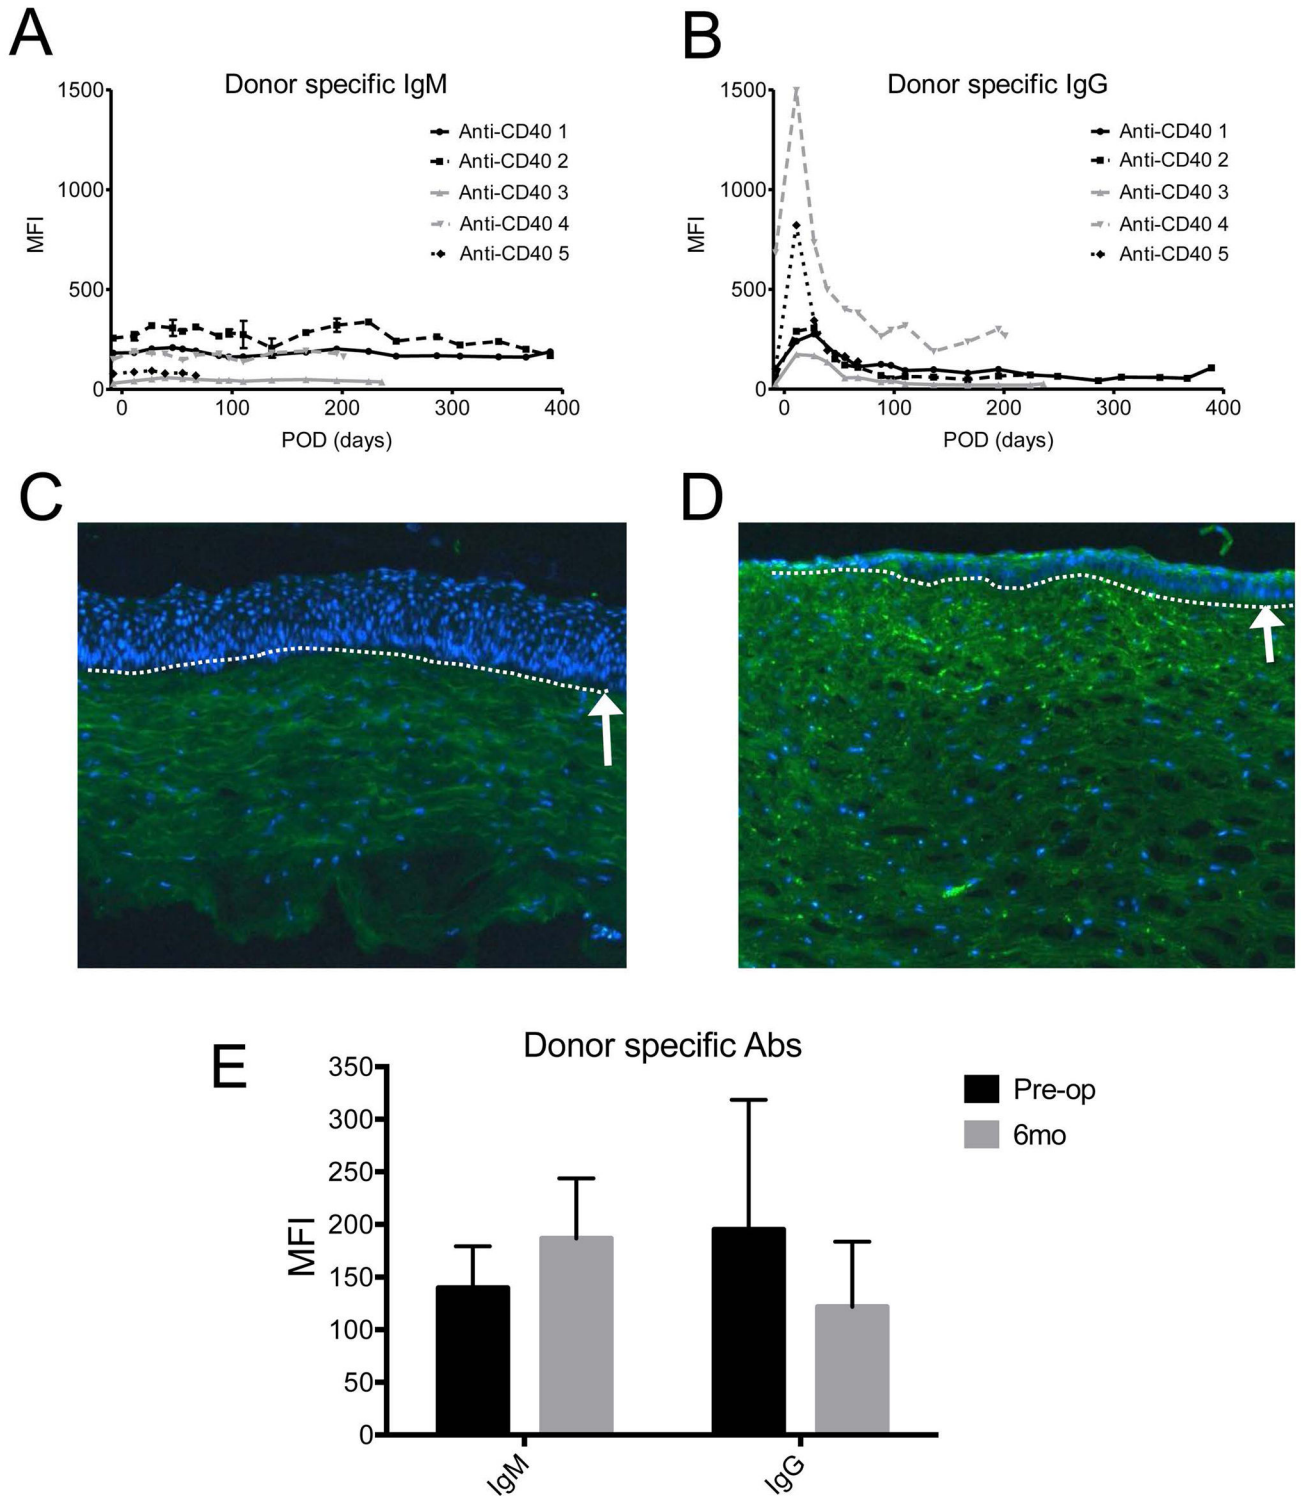 A
Donor specific IgM
1500
1000
500
0
MFI
Anti-CD40 1
Anti-CD40 2
Anti-CD40 3
Anti-CD40 4
Anti-CD40 5
0 100 200 300 400
POD (days)
B
Donor specific IgG
1500
1000
500
0
MFI
Anti-CD40 1
Anti-CD40 2
Anti-CD40 3
Anti-CD40 4
Anti-CD40 5
0 100 200 300 400
POD (days)
C
D
E
Donor specific Abs
350
300
250
200
150
100
50
0
MFI
Pre-op
6mo
IgM
IgG